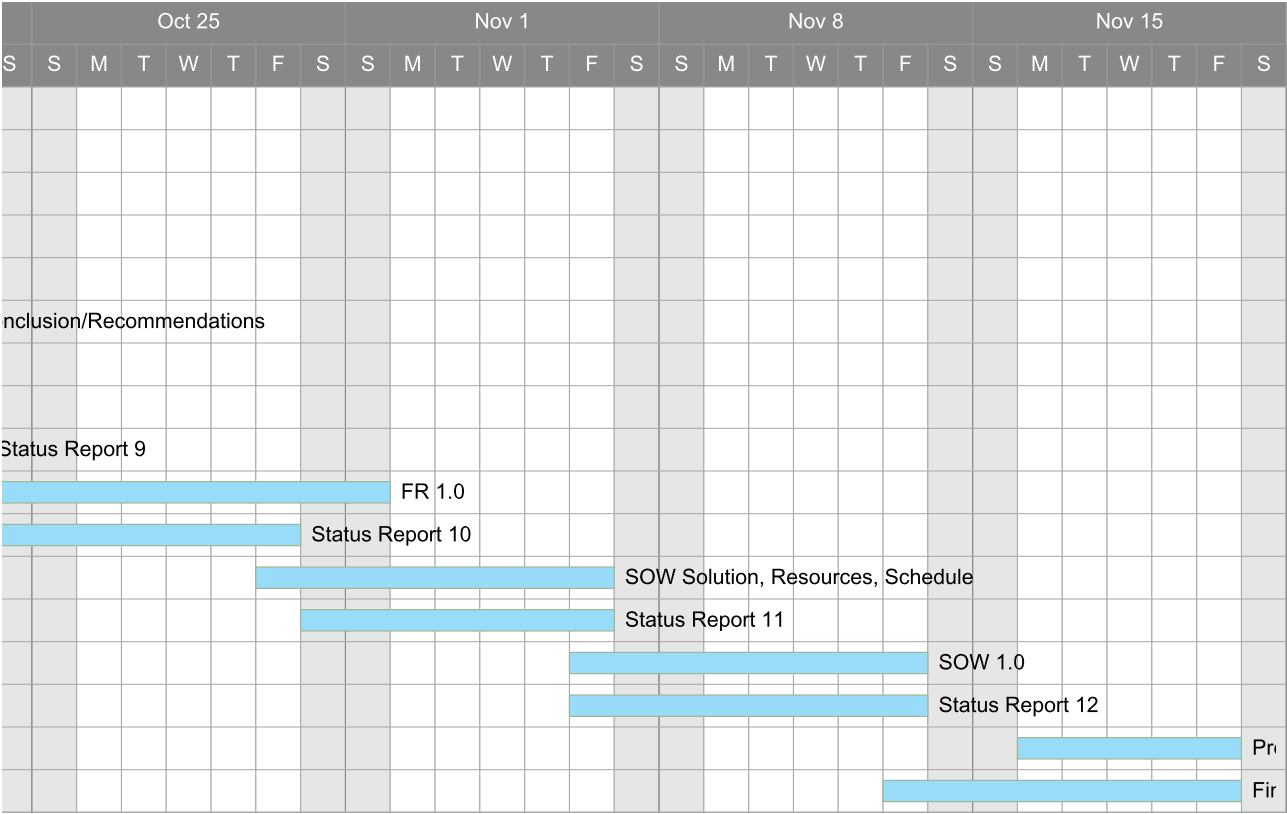 Oct 25 Nov 1 Nov 8 Nov 15
S S M T W T F S S M T W T F S S M T W T F S S M T W T F S
nclusion/Recommendations
Status Report 9
FR 1.0
Status Report 10
SOW Solution, Resources, Schedule
Status Report 11
SOW 1.0
Status Report 12
Pr
Fir